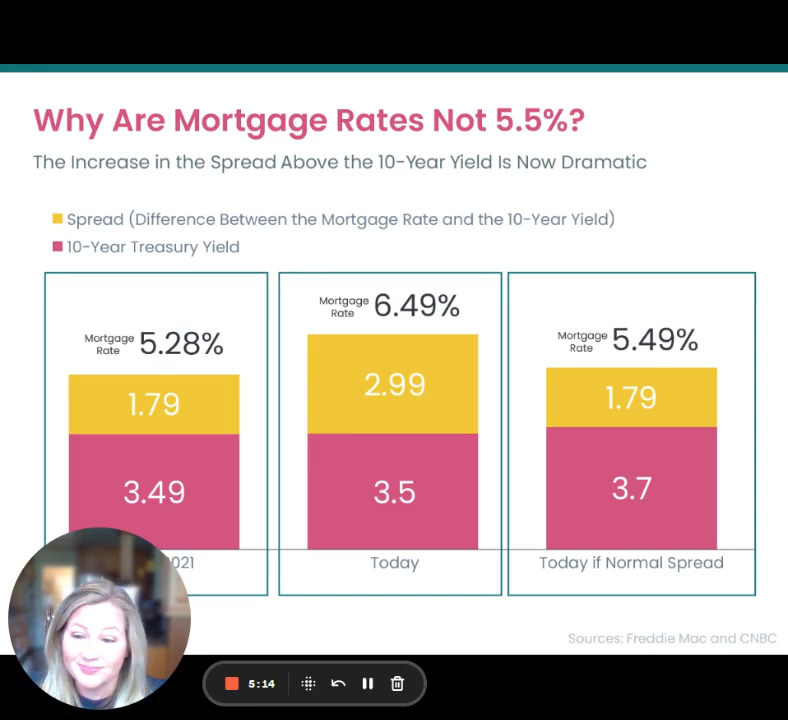 Why Are Mortgage Rates Not 5.5%?
The Increase in the Spread Above the 10-Year Yield Is Now Dramatic
Spread (Difference Between the Mortgage Rate and the 10-Year Yield)
10-Year Treasury Yield
Mortgage Rate 5.28%
1.79
3.49
021
Mortgage Rate 6.49%
2.99
3.5
Today
Mortgage Rate 5.49%
1.79
3.7
Today if Normal Spread
Sources: Freddie Mac and CNBC
5:14